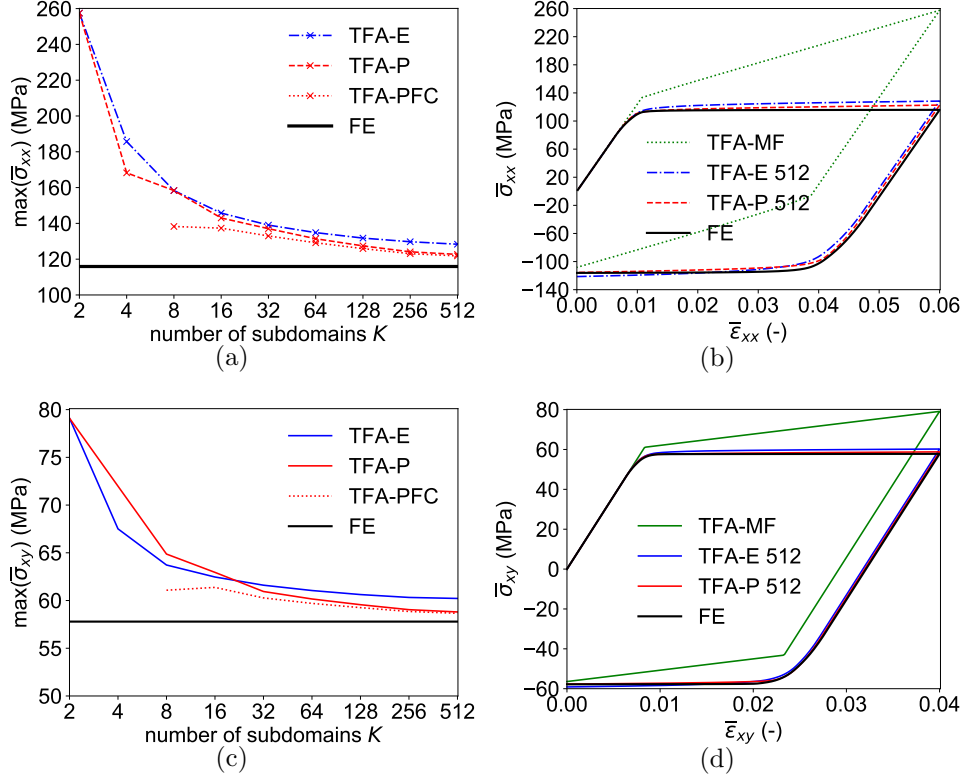 260
240
220
200
180
160
140
120
100
max(σ̅xx) (MPa)
TFA-E
TFA-P
TFA-PFC
FE
2 4 8 16 32 64 128 256 512
number of subdomains K
(a)
260
220
180
140
100
60
20
−20
−60
−100
−140
σ̅xx (MPa)
TFA-MF
TFA-E 512
TFA-P 512
FE
0.00 0.01 0.02 0.03 0.04 0.05 0.06
ε̅xx (-)
(b)
80
75
70
65
60
55
50
max(σ̅xy) (MPa)
TFA-E
TFA-P
TFA-PFC
FE
2 4 8 16 32 64 128 256 512
number of subdomains K
(c)
80
60
40
20
0
−20
−40
−60
σ̅xy (MPa)
TFA-MF
TFA-E 512
TFA-P 512
FE
0.00 0.01 0.02 0.03 0.04
ε̅xy (-)
(d)